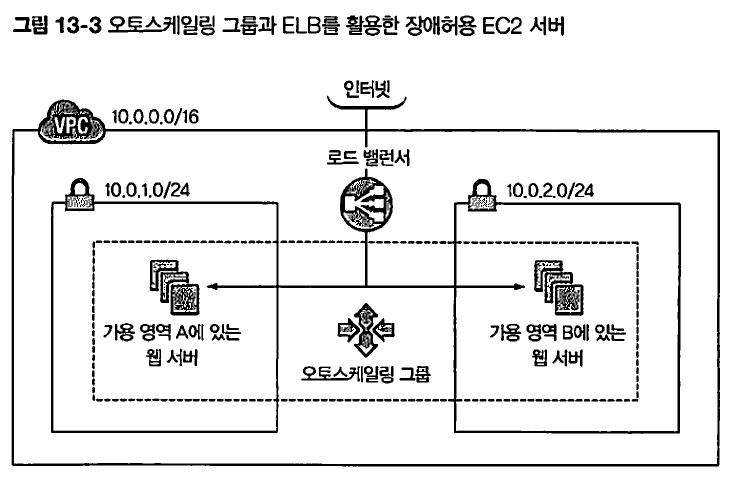 그림 13-3 오토스케일링 그룹과 ELB를 활용한 장애허용 EC2 서버
인터넷
VPC 10.0.0.0/16
로드 밸런서
10.0.1.0/24
10.0.2.0/24
가용 영역 A에 있는
웹 서버
가용 영역 B에 있는
웹 서버
오토스케일링 그룹